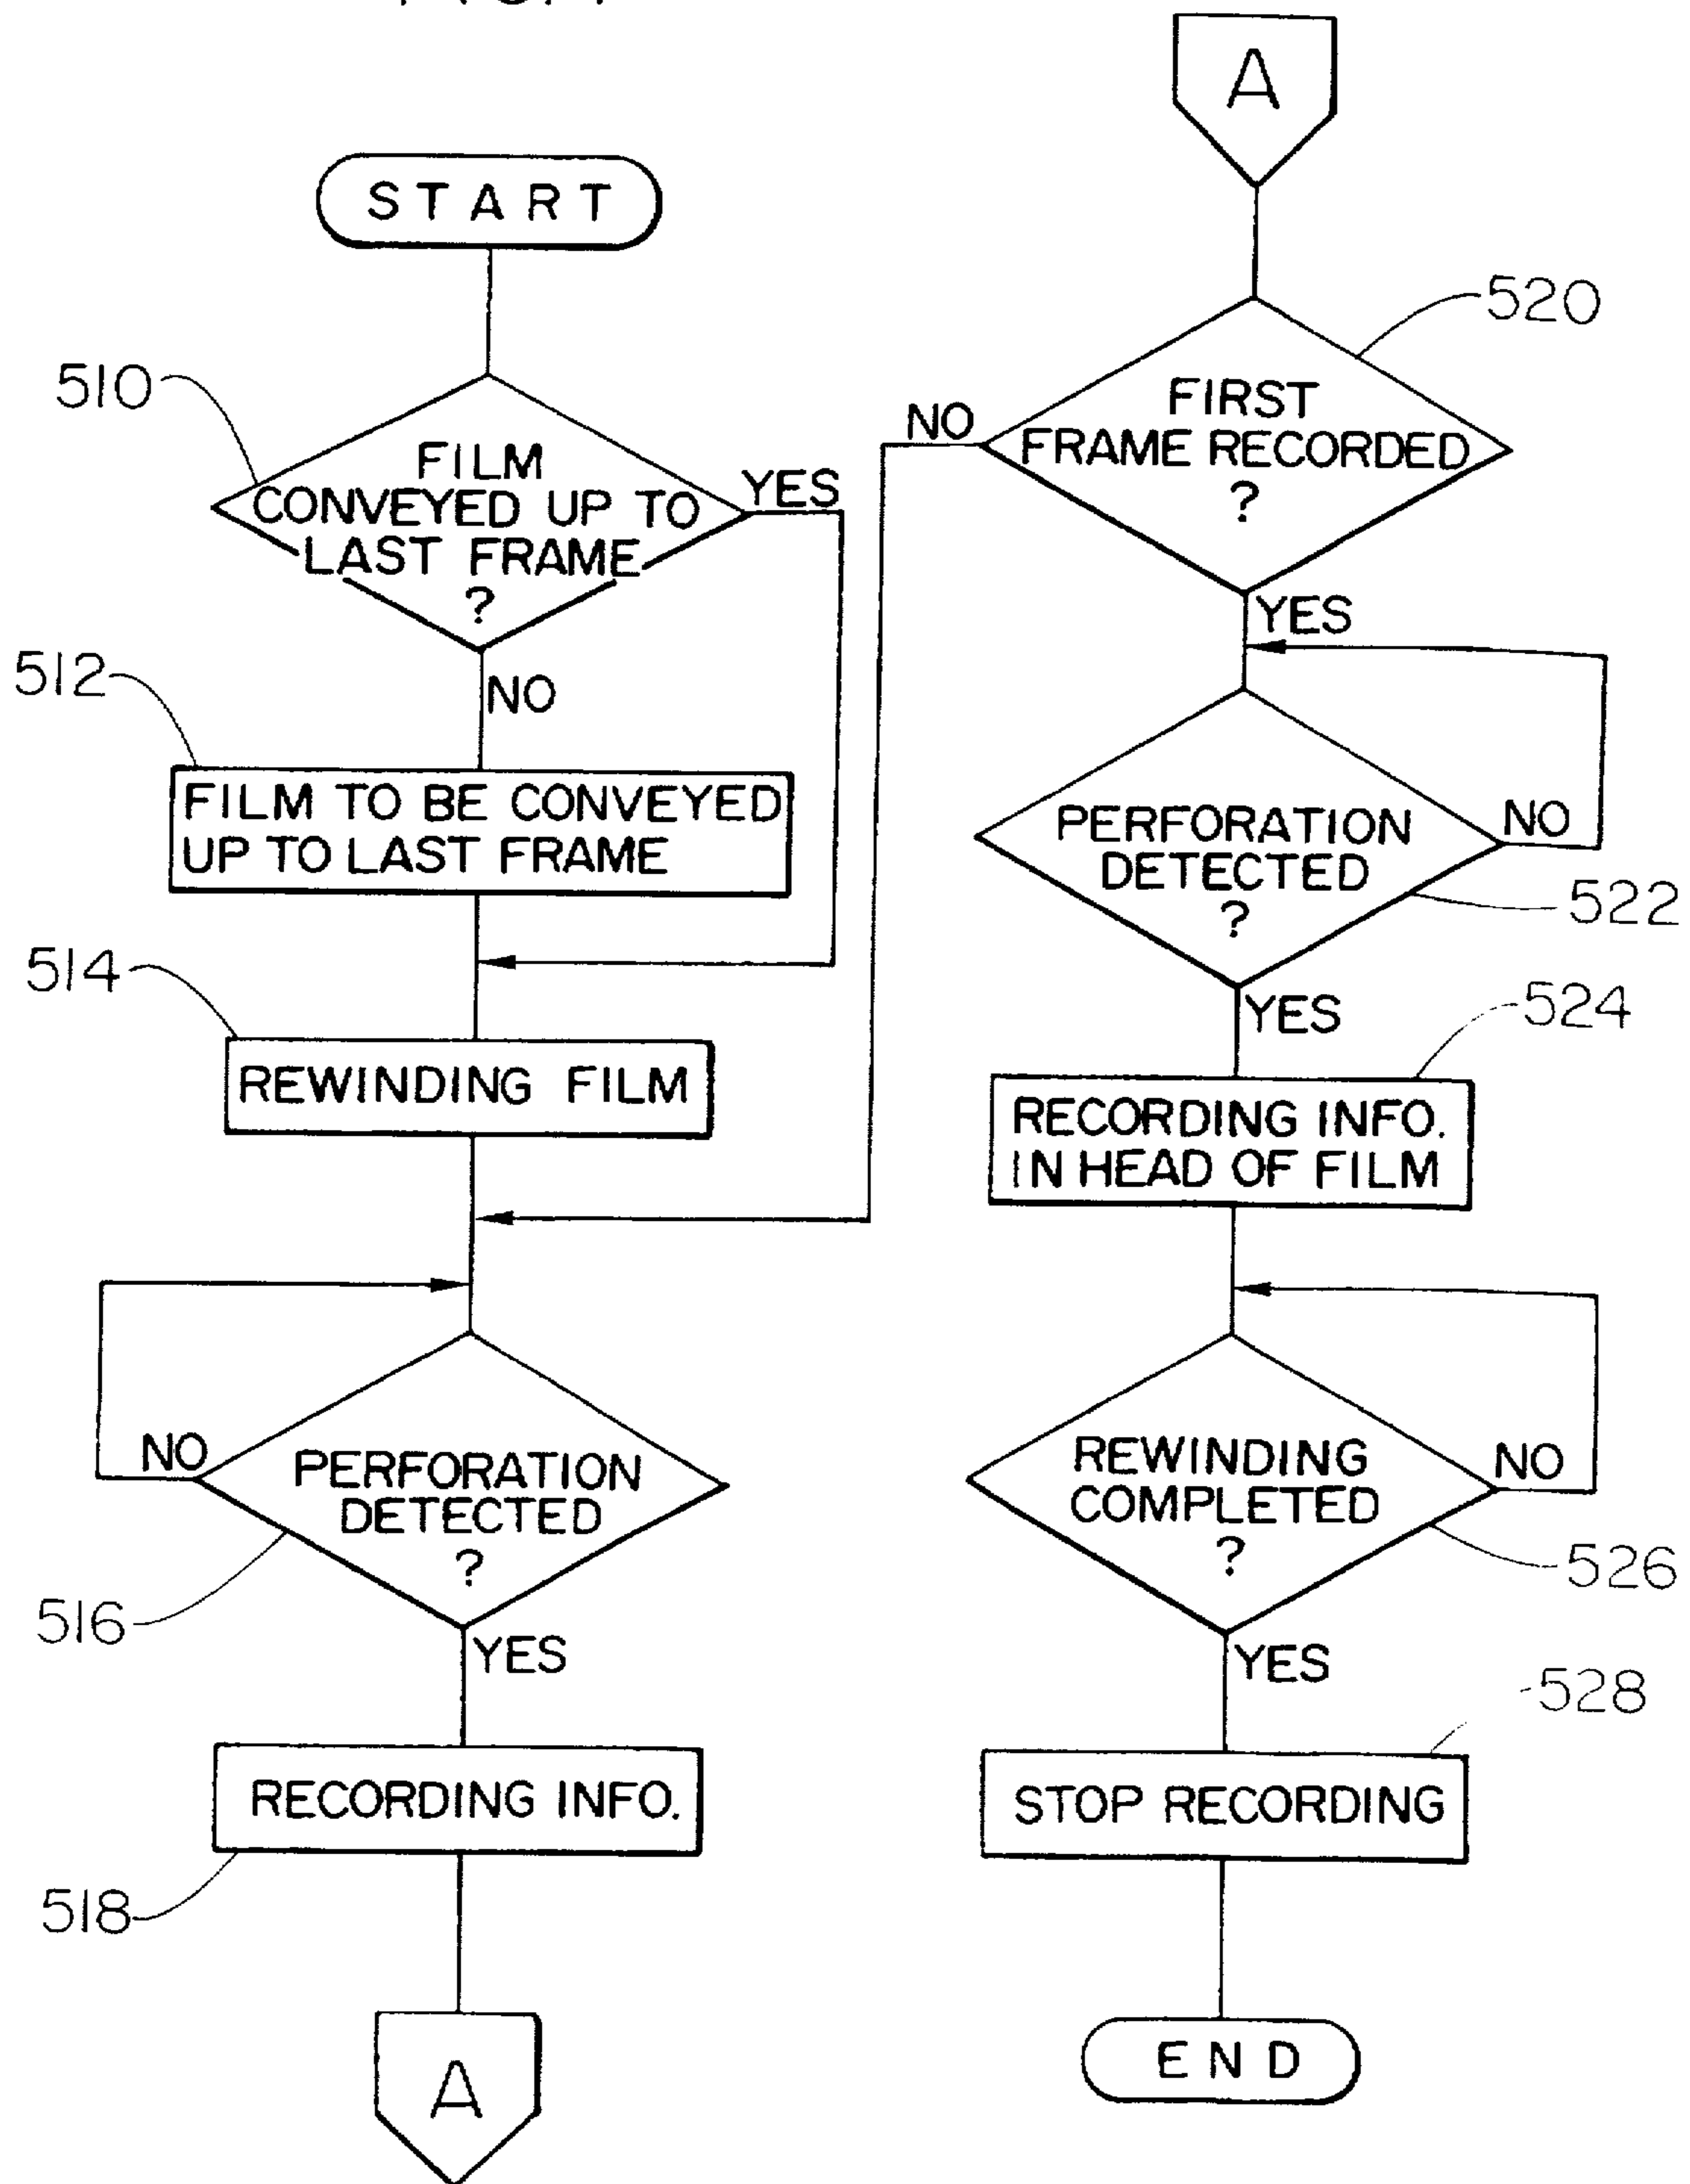 START
510
FILM
CONVEYED UP TO
LAST FRAME
?
YES
NO
512
FILM TO BE CONVEYED
UP TO LAST FRAME
514
REWINDING FILM
NO
PERFORATION
DETECTED
?
516
YES
RECORDING INFO.
518
A
A
520
FIRST
FRAME RECORDED
?
NO
YES
PERFORATION
DETECTED
?
NO
522
YES
524
RECORDING INFO.
IN HEAD OF FILM
REWINDING
COMPLETED
?
NO
526
YES
528
STOP RECORDING
END